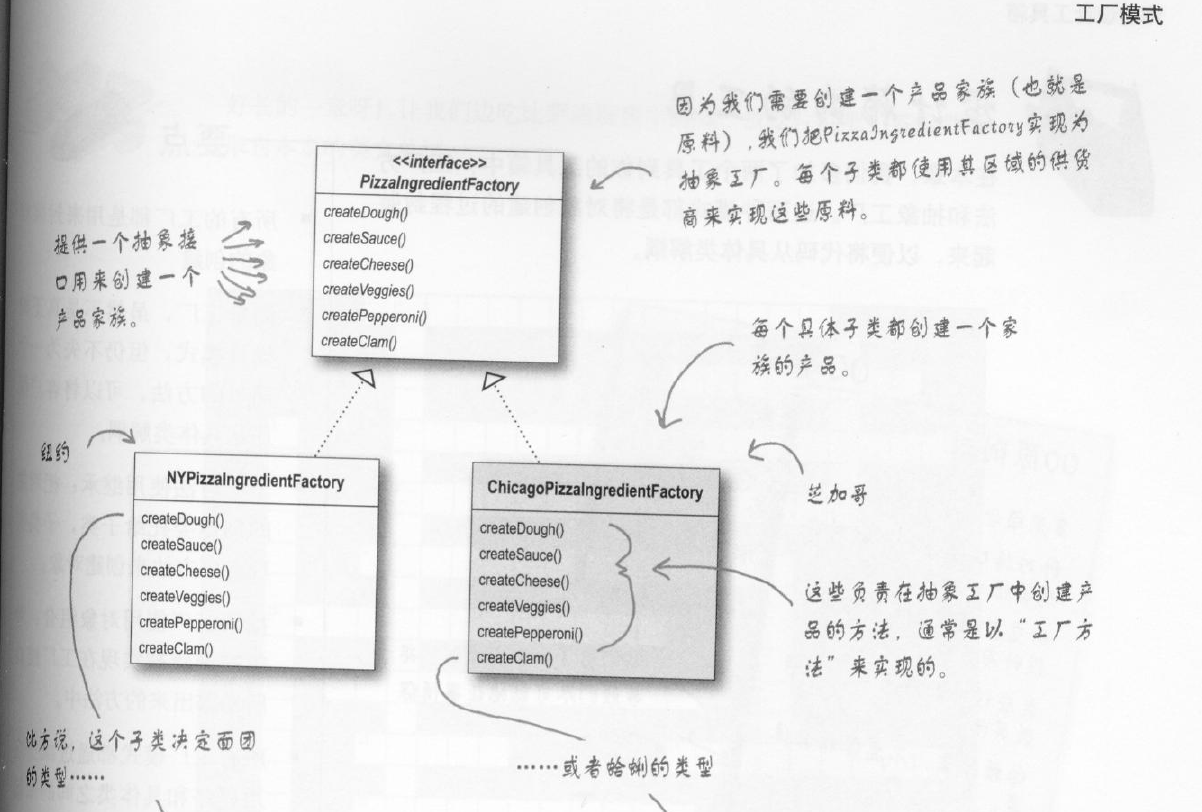 工厂模式
因为我们需要创建一个产品家族（也就是
原料），我们把PizzaIngredientFactory实现为
抽象工厂。每个子类都使用其区域的供货
商来实现这些原料。
<<interface>>
PizzaIngredientFactory
createDough()
createSauce()
createCheese()
createVeggies()
createPepperoni()
createClam()
提供一个抽象接
口用来创建一个
产品家族。
每个具体子类都创建一个家
族的产品。
纽约
NYPizzaIngredientFactory
createDough()
createSauce()
createCheese()
createVeggies()
createPepperoni()
createClam()
ChicagoPizzaIngredientFactory
createDough()
createSauce()
createCheese()
createVeggies()
createPepperoni()
createClam()
芝加哥
这些负责在抽象工厂中创建产
品的方法，通常是以“工厂方
法”来实现的。
比方说，这个子类决定面团
的类型……
……或者蛤蜊的类型